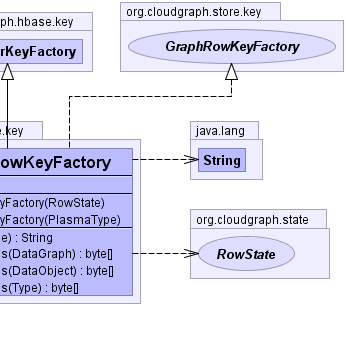 ph.hbase.key
rKeyFactory
org.cloudgraph.store.key
GraphRowKeyFactory
e.key
owKeyFactory
yFactory(RowState)
yFactory(PlasmaType)
e) : String
s(DataGraph) : byte[]
s(DataObject) : byte[]
s(Type) : byte[]
java.lang
String
org.cloudgraph.state
RowState